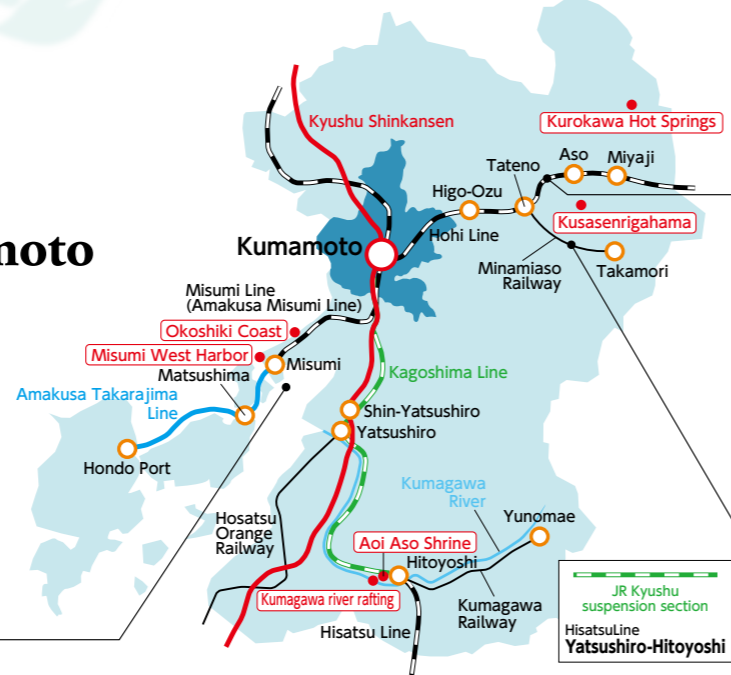 Kyushu Shinkansen
Kurokawa Hot Springs
Aso
Miyaji
Tateno
Higo-Ozu
Kusasenrigahama
Hohi Line
Kumamoto
moto
Minamiaso
Railway
Takamori
Misumi Line
(Amakusa Misumi Line)
Okoshiki Coast
Misumi West Harbor
Misumi
Matsushima
Kagoshima Line
Amakusa Takarajima
Line
Shin-Yatsushiro
Yatsushiro
Hondo Port
Kumagawa
River
Yunomae
Hosatsu
Orange
Railway
Aoi Aso Shrine
Hitoyoshi
Kumagawa river rafting
Kumagawa
Railway
Hisatsu Line
JR Kyushu
suspension section
HisatsuLine
Yatsushiro-Hitoyoshi